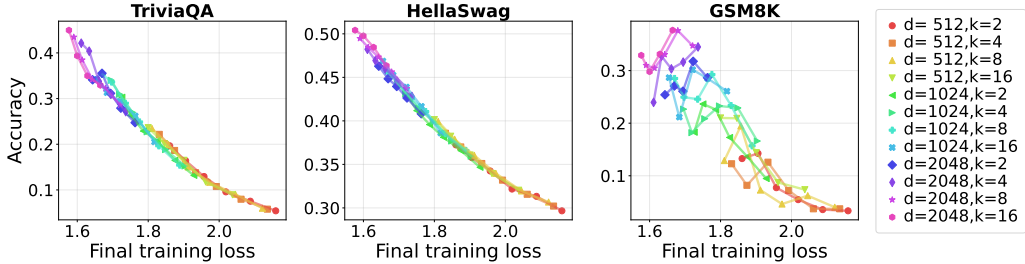 TriviaQA
HellaSwag
GSM8K
Accuracy
0.4
0.3
0.2
0.1
1.6
1.8
2.0
Final training loss
0.50
0.45
0.40
0.35
0.30
1.6
1.8
2.0
Final training loss
0.3
0.2
0.1
1.6
1.8
2.0
Final training loss
d= 512,k=2
d= 512,k=4
d= 512,k=8
d= 512,k=16
d=1024,k=2
d=1024,k=4
d=1024,k=8
d=1024,k=16
d=2048,k=2
d=2048,k=4
d=2048,k=8
d=2048,k=16